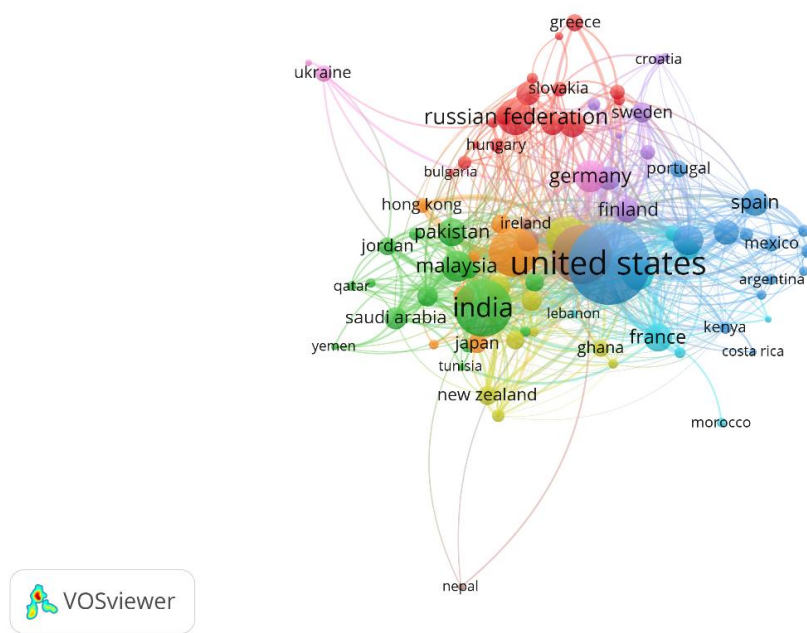 greece
croatia
ukraine
slovakia
russian federation
sweden
hungary
bulgaria
germany
portugal
hong kong
finland
spain
ireland
pakistan
jordan
mexico
malaysia
united states
argentina
qatar
india
saudi arabia
lebanon
kenya
france
yemen
japan
ghana
costa rica
tunisia
new zealand
morocco
nepal
VOSviewer